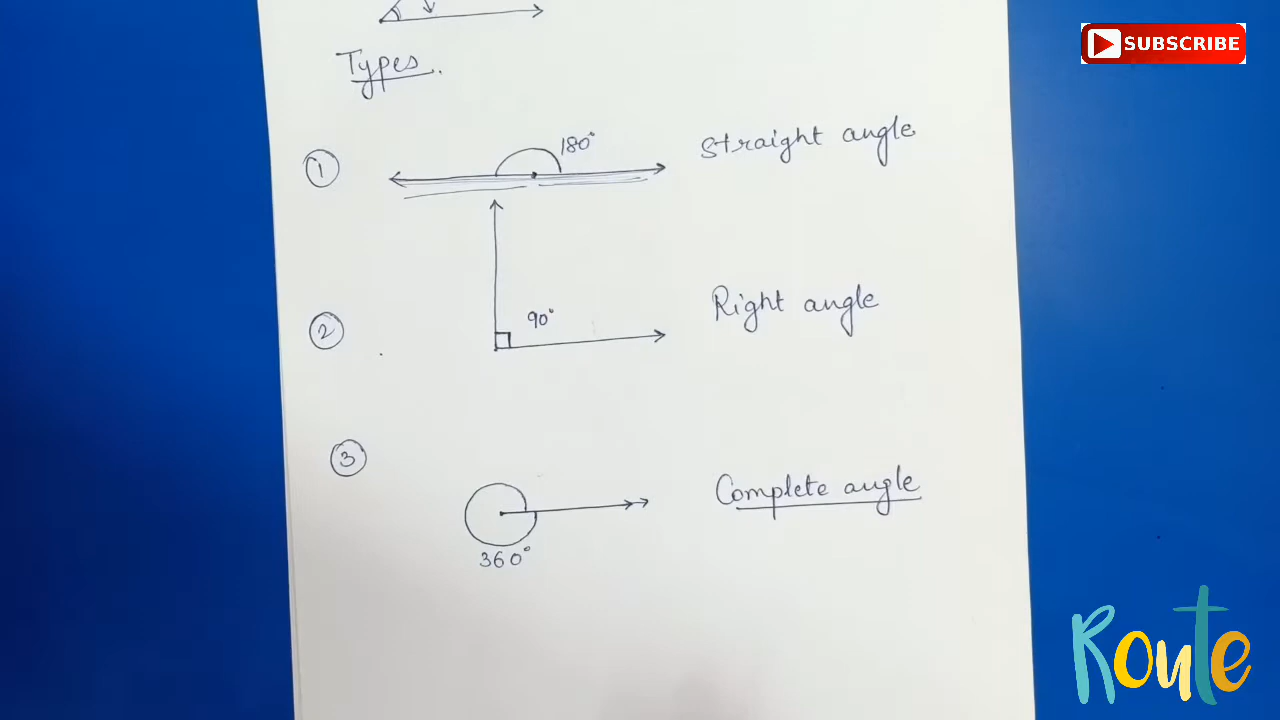 SUBSCRIBE
Types.
1 180° Straight angle
2 90° Right angle
3 Complete angle
360°
Route